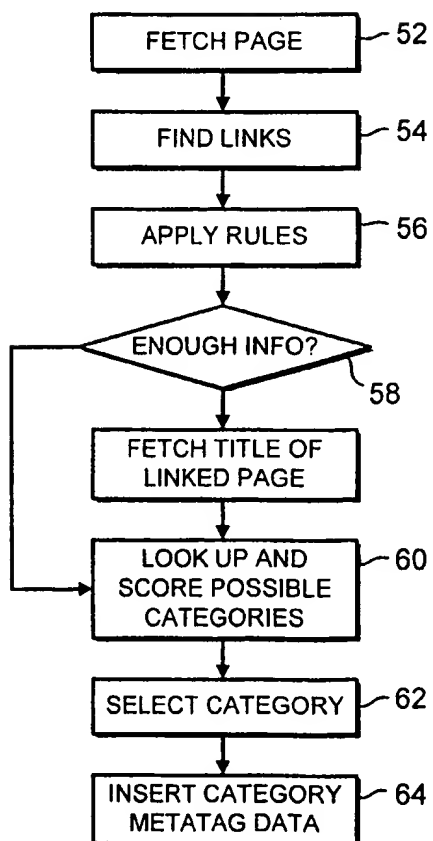 FETCH PAGE
52
FIND LINKS
54
APPLY RULES
56
ENOUGH INFO?
58
FETCH TITLE OF
LINKED PAGE
LOOK UP AND
SCORE POSSIBLE
CATEGORIES
60
SELECT CATEGORY
62
INSERT CATEGORY
METATAG DATA
64